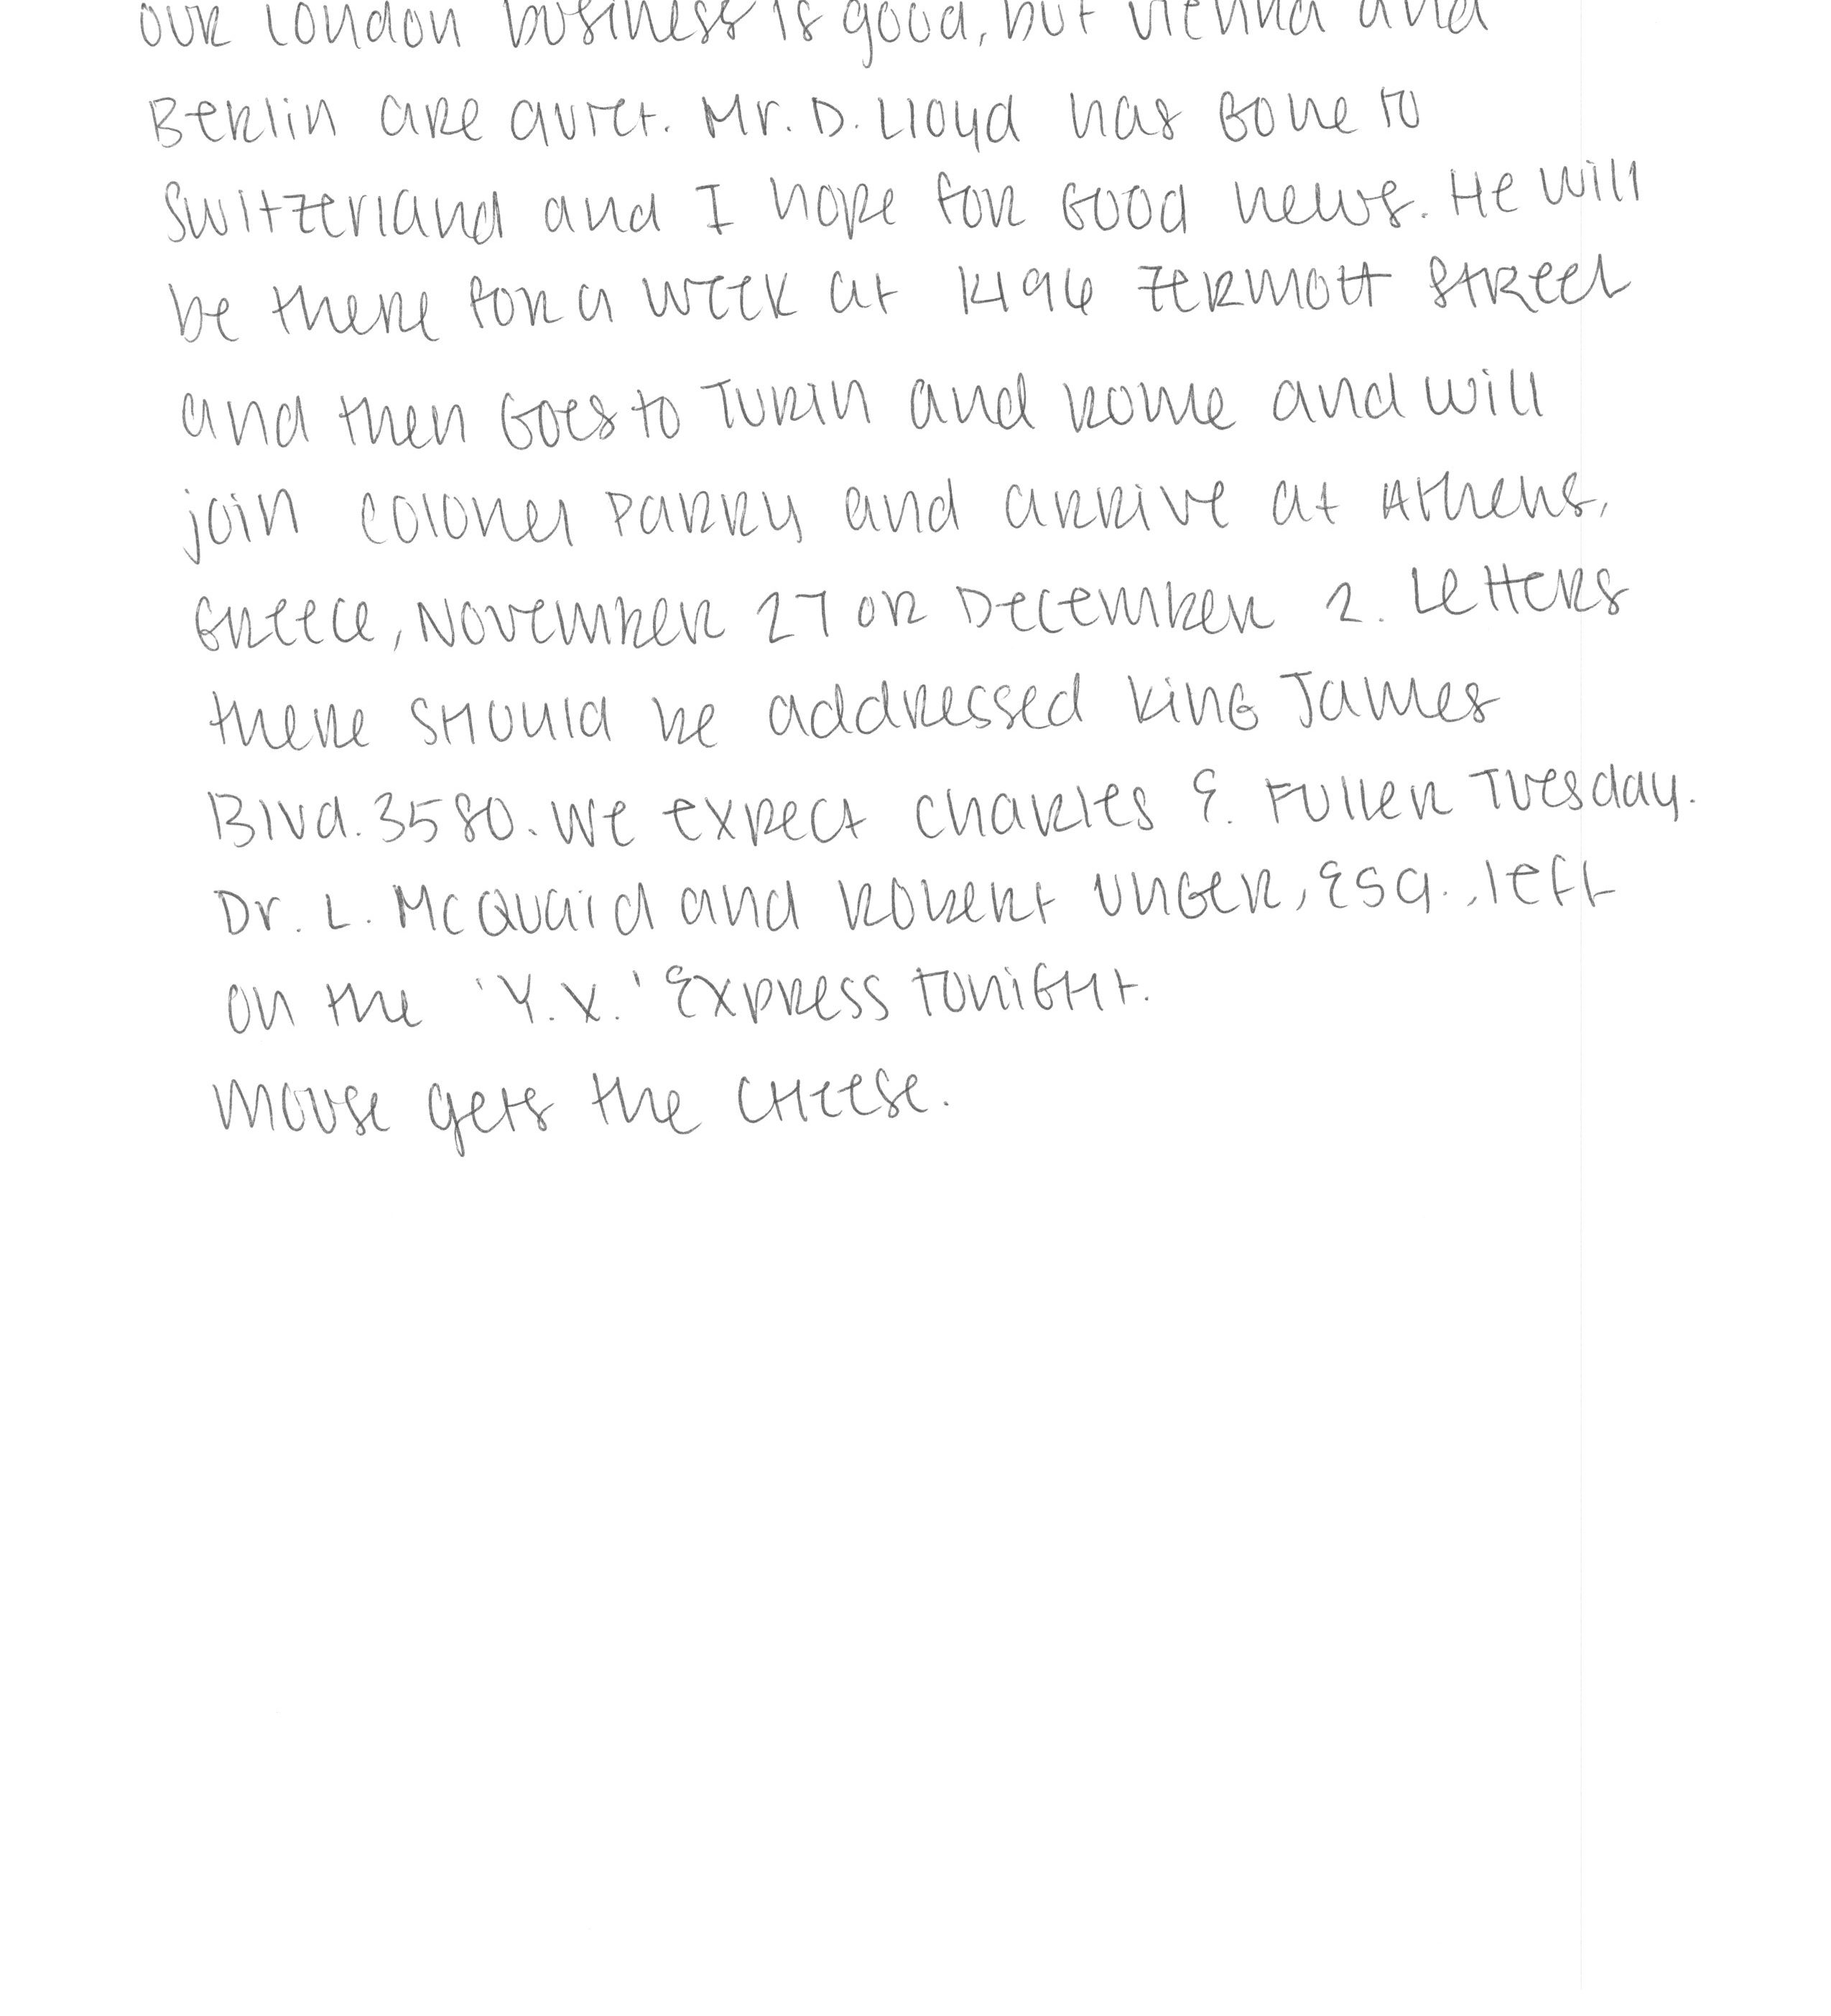 our London business is good, but Vienna and
Berlin are quiet. Mr. D. Lloyd has gone to
Switzerland and I hope for good news. He will
be there for a week at 1496 Zermott Street
and then goes to Turin and Rome and will
join Colonel Parry and arrive at Athens,
Greece, November 27 or December 2. Letters
there should be addressed King James
Blvd. 3580. We expect Charles E. Fuller Tuesday.
Dr. L. McQuaid and Robert Unger, Esq., left
on the 'Y.X.' Express tonight.
Mouse gets the cheese.